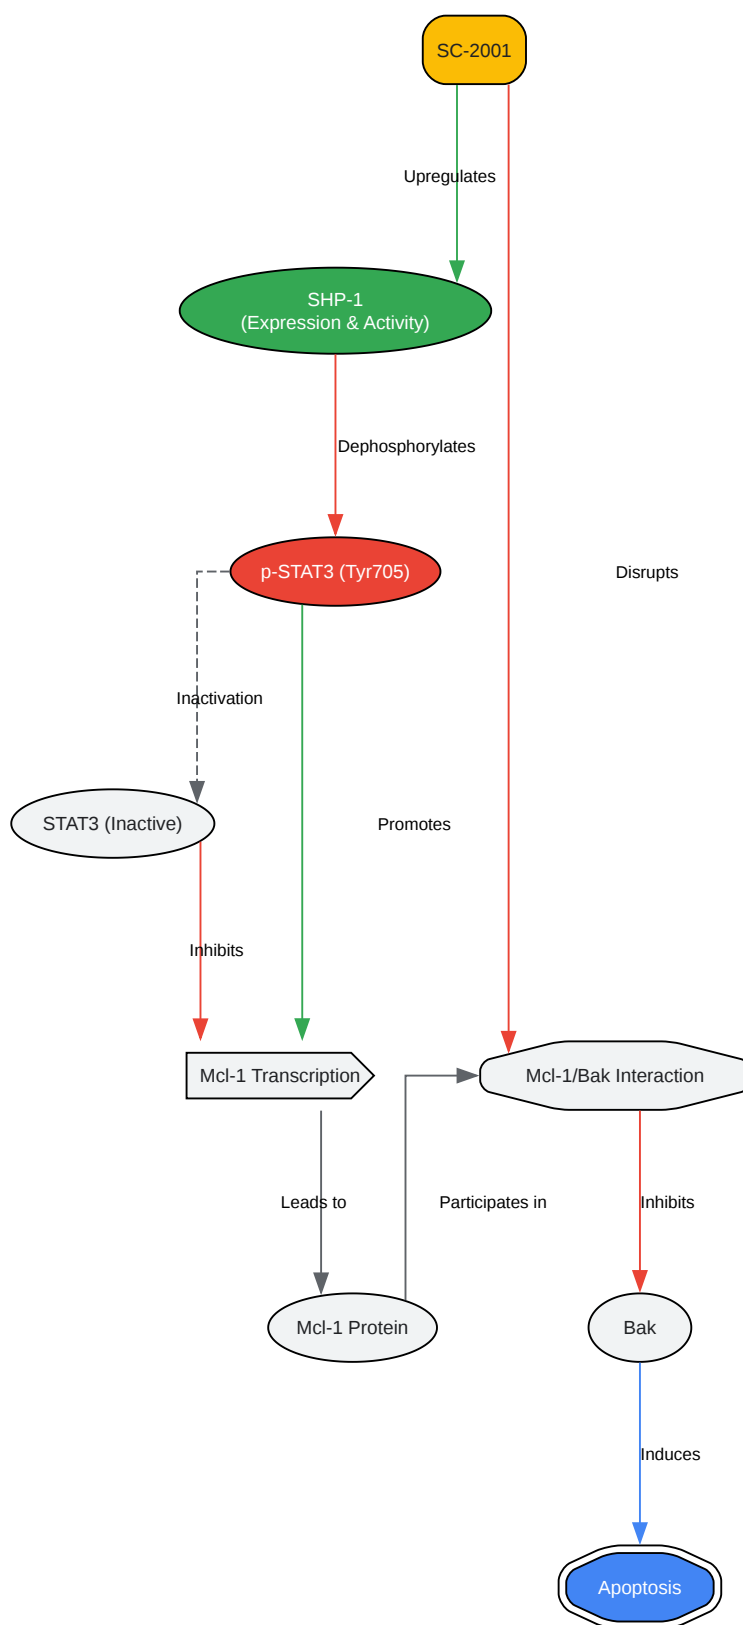 SC-2001
Upregulates
SHP-1
(Expression & Activity)
Dephosphorylates
p-STAT3 (Tyr705)
Disrupts
Inactivation
STAT3 (Inactive)
Promotes
Inhibits
Mcl-1 Transcription
Mcl-1/Bak Interaction
Leads to
Participates in
Inhibits
Mcl-1 Protein
Bak
Induces
Apoptosis